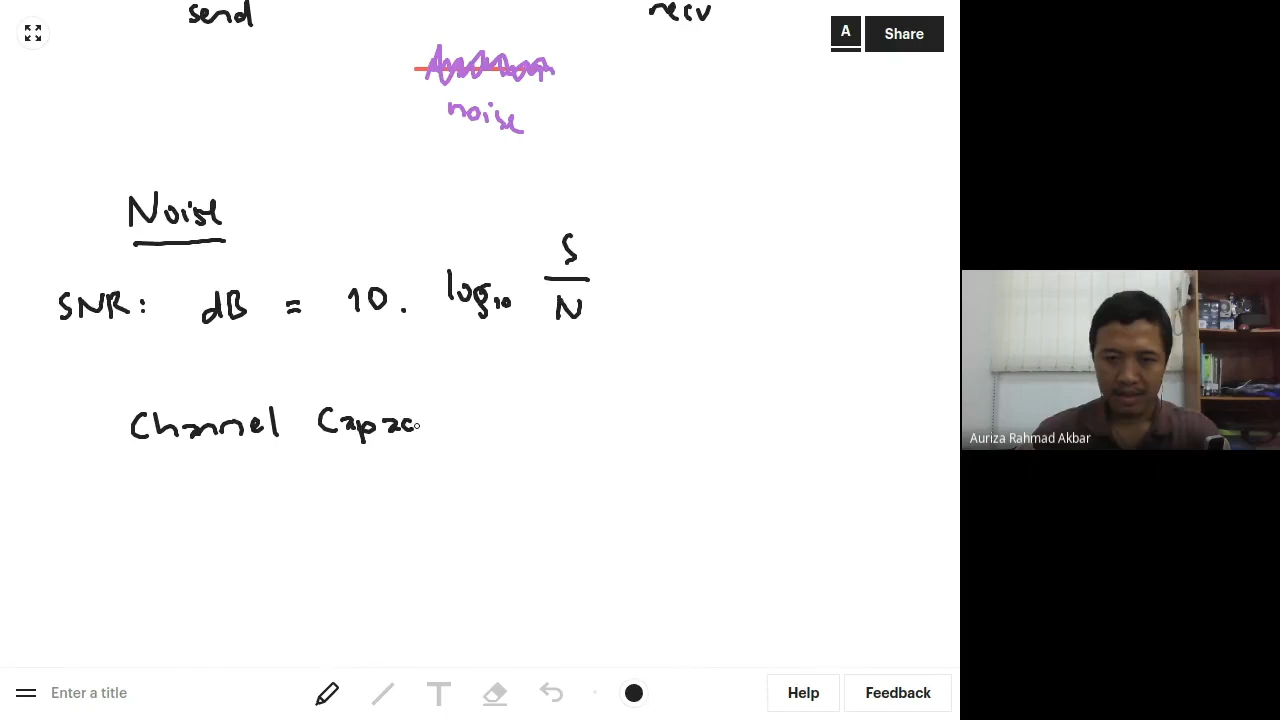 send recv
A Share
noise
Noise
SNR: dB = 10 . log10 S/N
Channel Capac
Auriza Rahmad Akbar
Enter a title T Help Feedback